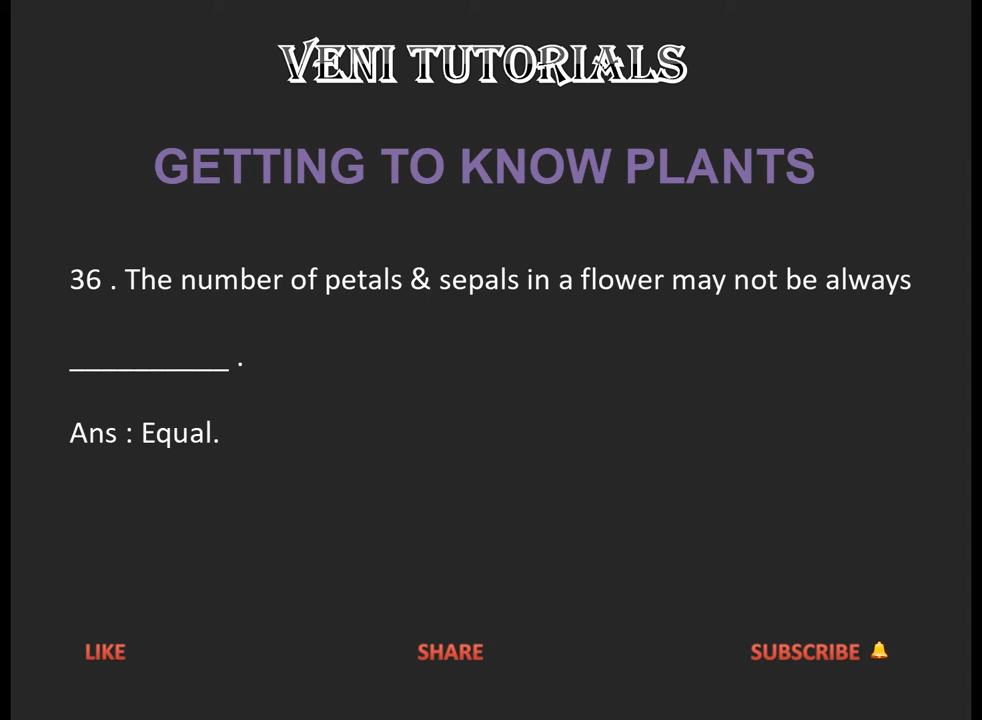 VENI TUTORIALS
GETTING TO KNOW PLANTS
36 . The number of petals & sepals in a flower may not be always
__________ .
Ans : Equal.
LIKE SHARE SUBSCRIBE 🔔